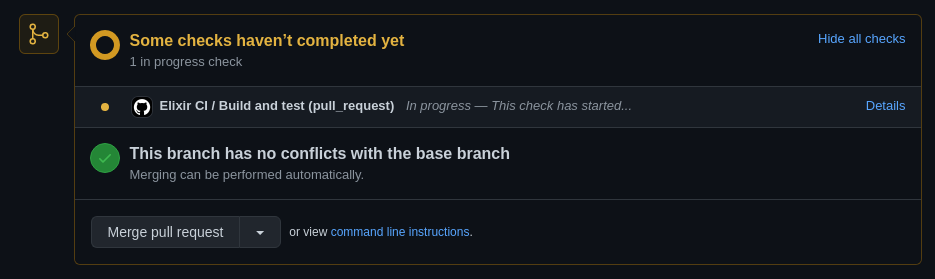 Some checks haven’t completed yet
Hide all checks
1 in progress check
Elixir CI / Build and test (pull_request) In progress — This check has started...
Details
This branch has no conflicts with the base branch
Merging can be performed automatically.
Merge pull request
or view command line instructions.